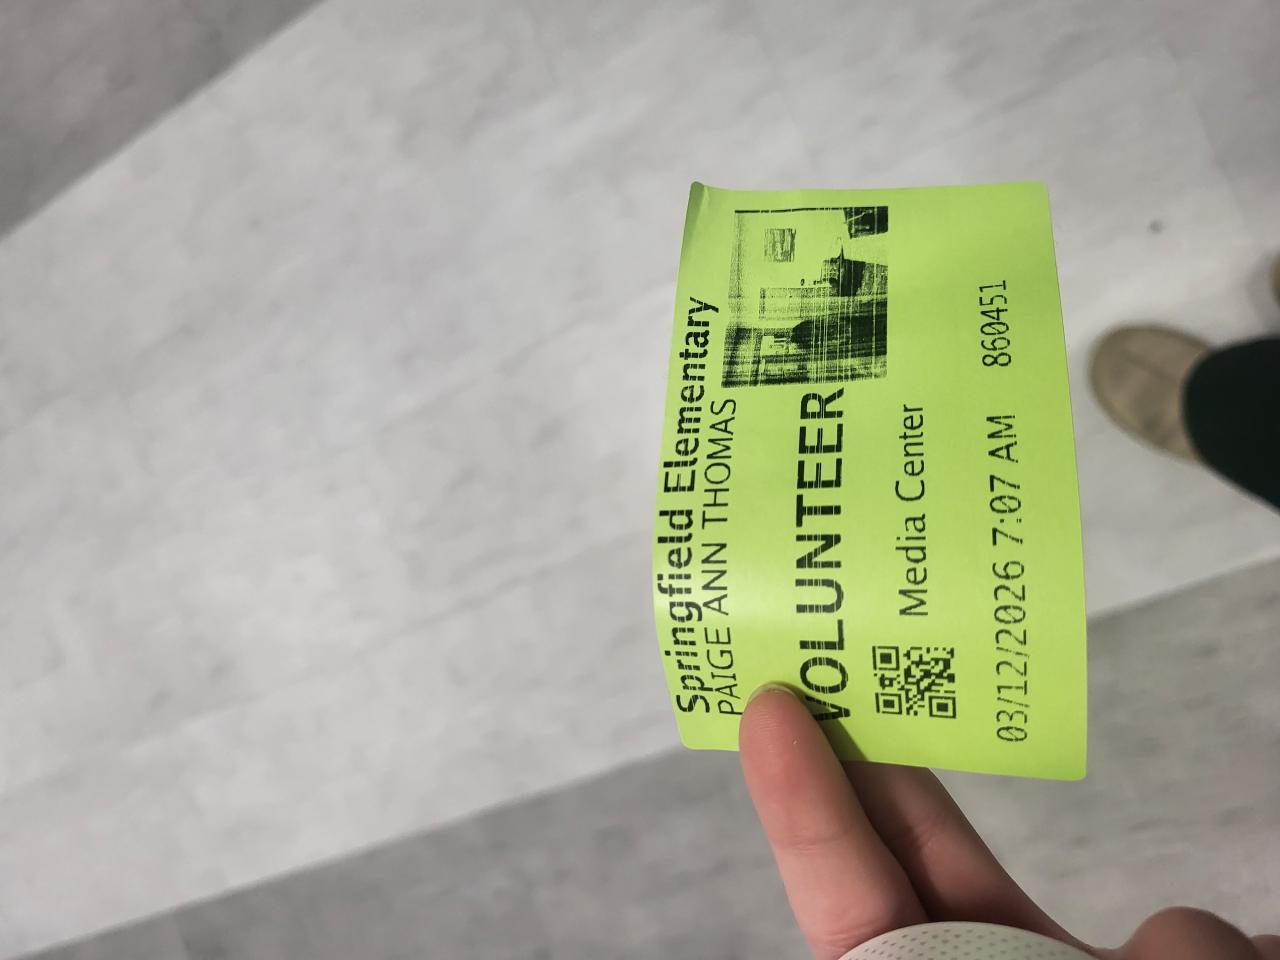 Springfield Elementary
PAIGE ANN THOMAS
VOLUNTEER
Media Center
03/12/2026 7:07 AM 860451